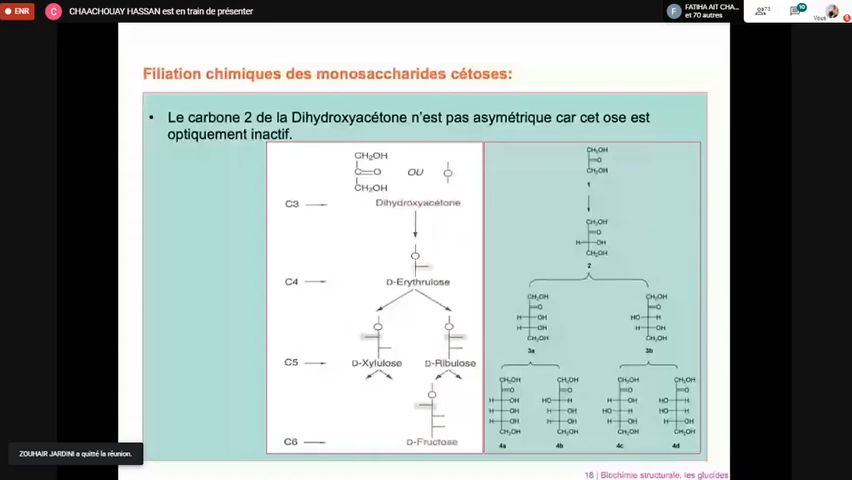 ENR
C
CHAACHOUAY HASSAN est en train de présenter
F
FATIHA AIT CHA...
et 70 autres
73
10
Vous
Filiation chimiques des monosaccharides cétoses:
• Le carbone 2 de la Dihydroxyacétone n'est pas asymétrique car cet ose est
optiquement inactif.
CH₂OH
C=O OU
CH₂OH
C3 Dihydroxyacétone
C4 D-Erythrulose
C5 D-Xylulose D-Ribulose
C6 D-Fructose
CH₂OH
=O
CH₂OH
1
CH₂OH
=O
H OH
CH₂OH
2
CH₂OH CH₂OH
=O =O
H OH HO H
H OH H OH
CH₂OH CH₂OH
3a 3b
CH₂OH CH₂OH CH₂OH CH₂OH
=O =O =O =O
H OH HO H H OH HO H
H OH H OH HO H HO H
H OH H OH H OH H OH
CH₂OH CH₂OH CH₂OH CH₂OH
4a 4b 4c 4d
ZOUHAIR JARDINI a quitté la réunion.
18 | Biochimie structurale, les glucides